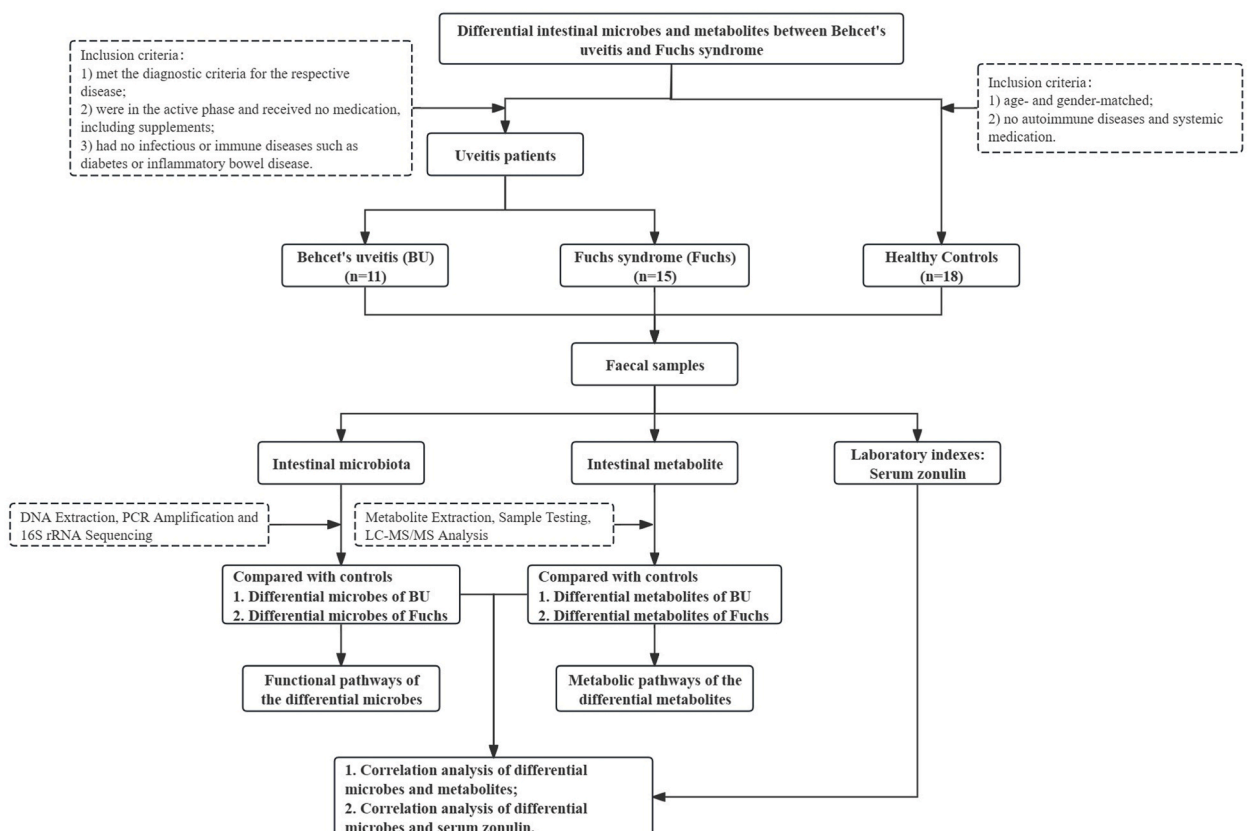 Differential intestinal microbes and metabolites between Behcet's
uveitis and Fuchs syndrome
Inclusion criteria：
1) met the diagnostic criteria for the respective
disease;
2) were in the active phase and received no medication,
including supplements;
3) had no infectious or immune diseases such as
diabetes or inflammatory bowel disease.
Inclusion criteria：
1) age- and gender-matched;
2) no autoimmune diseases and systemic
medication.
Uveitis patients
Behcet's uveitis (BU)
(n=11)
Fuchs syndrome (Fuchs)
(n=15)
Healthy Controls
(n=18)
Faecal samples
Intestinal microbiota
Intestinal metabolite
Laboratory indexes:
Serum zonulin
DNA Extraction, PCR Amplification and
16S rRNA Sequencing
Metabolite Extraction, Sample Testing,
LC-MS/MS Analysis
Compared with controls
1. Differential microbes of BU
2. Differential microbes of Fuchs
Compared with controls
1. Differential metabolites of BU
2. Differential metabolites of Fuchs
Functional pathways of
the differential microbes
Metabolic pathways of the
differential metabolites
1. Correlation analysis of differential
microbes and metabolites;
2. Correlation analysis of differential
microbes and serum zonulin.